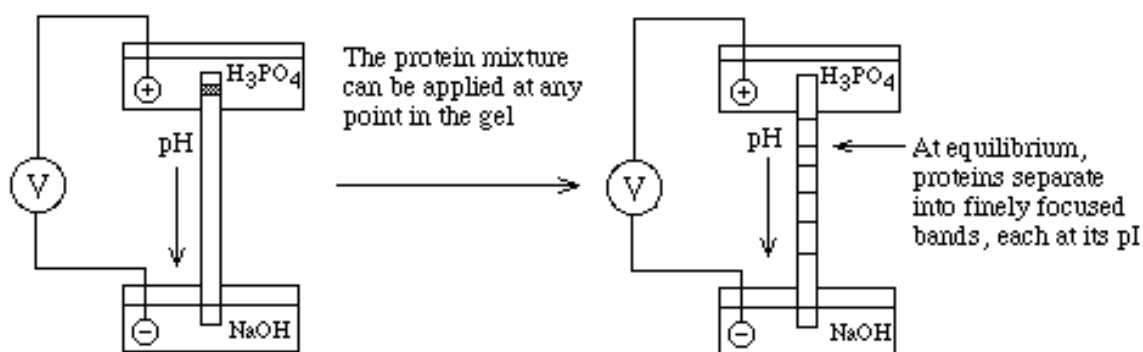 H₃PO₄
+
pH
V
−
NaOH
The protein mixture
can be applied at any
point in the gel
H₃PO₄
+
pH
V
−
NaOH
At equilibrium,
proteins separate
into finely focused
bands, each at its pI